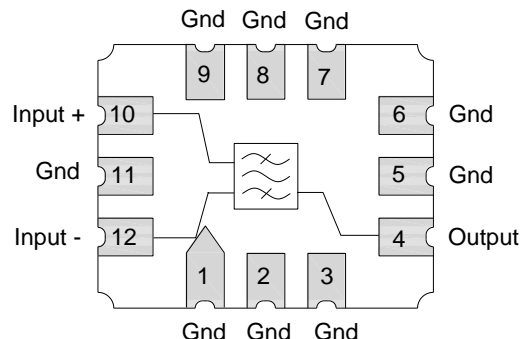 Gnd Gnd Gnd
9 8 7
Input + 10 6 Gnd
Gnd 11 5 Gnd
Input - 12 4 Output
1 2 3
Gnd Gnd Gnd